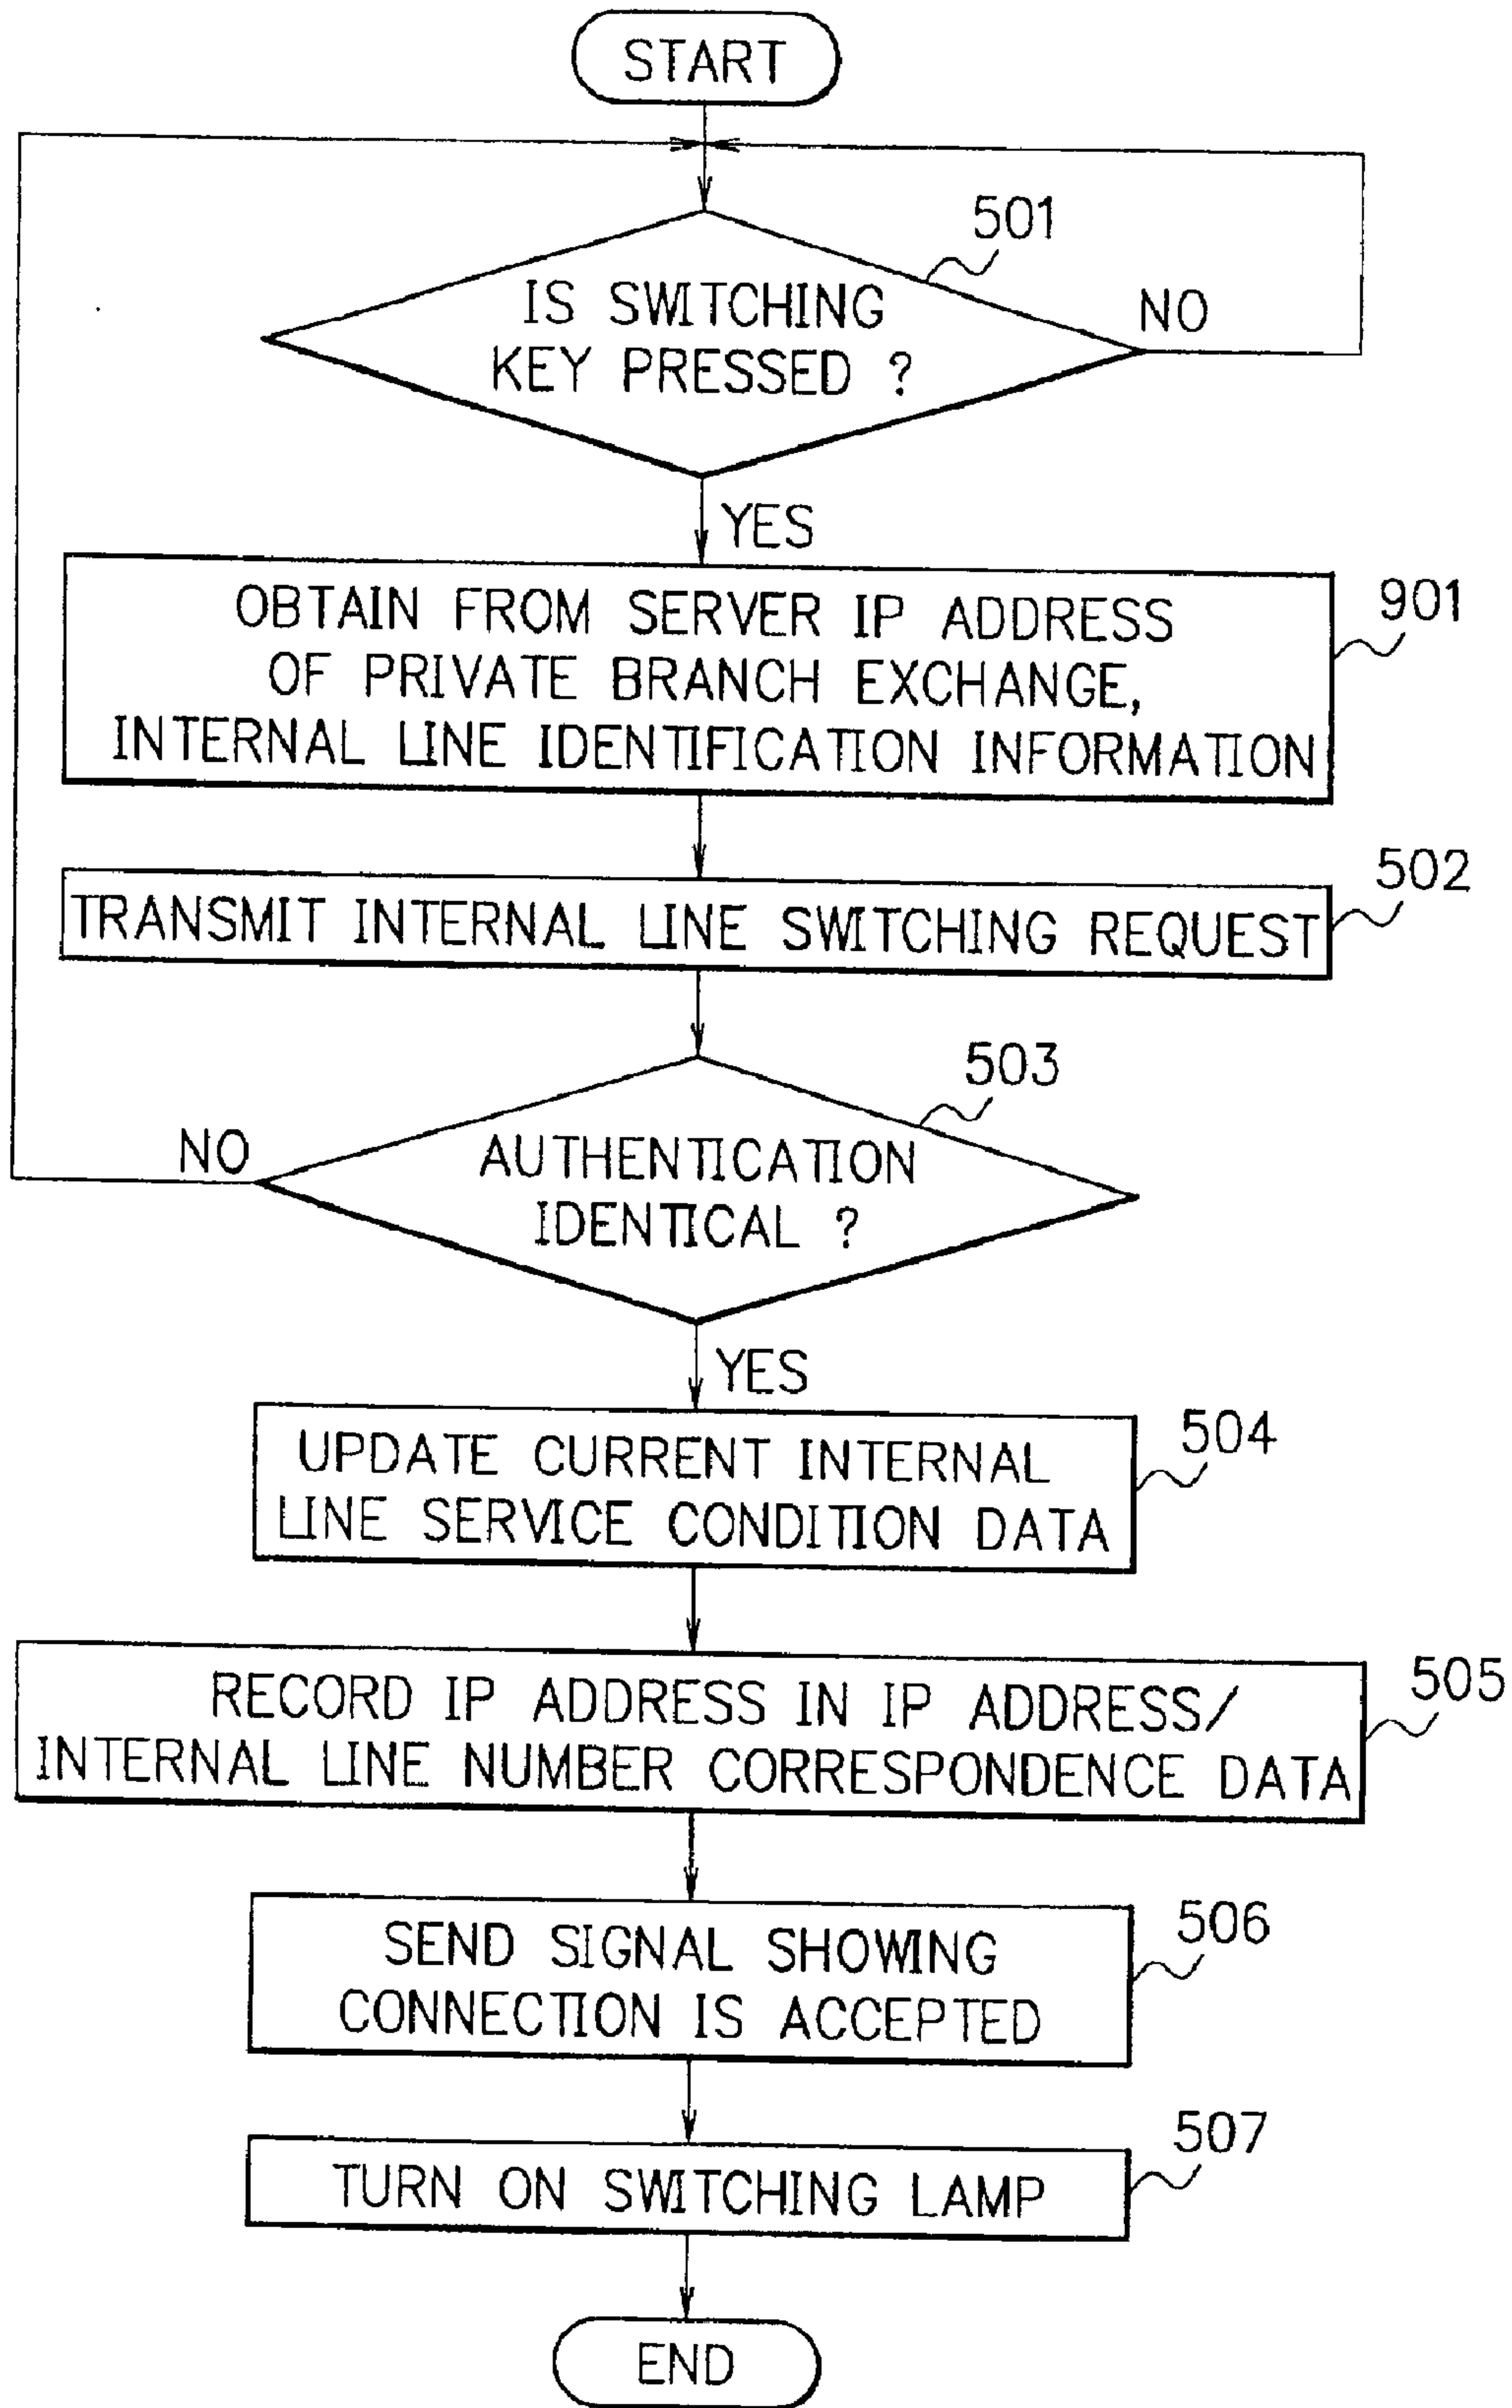 START
501
IS SWITCHING
KEY PRESSED ?
NO
YES
OBTAIN FROM SERVER IP ADDRESS
OF PRIVATE BRANCH EXCHANGE,
INTERNAL LINE IDENTIFICATION INFORMATION
901
TRANSMIT INTERNAL LINE SWITCHING REQUEST
502
503
NO
AUTHENTICATION
IDENTICAL ?
YES
UPDATE CURRENT INTERNAL
LINE SERVICE CONDITION DATA
504
RECORD IP ADDRESS IN IP ADDRESS/
INTERNAL LINE NUMBER CORRESPONDENCE DATA
505
SEND SIGNAL SHOWING
CONNECTION IS ACCEPTED
506
TURN ON SWITCHING LAMP
507
END